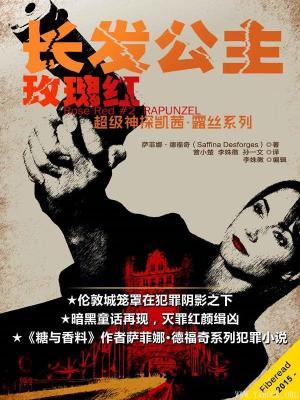 长发公主
玫瑰红
Rose Red #2 RAPUNZEL
超级神探凯茜·露丝系列
萨菲娜·德福奇（Saffina Desforges）◎著
曾小楚 李姝薇 孙一文◎译
李姝薇◎编辑
★伦敦城笼罩在犯罪阴影之下
★暗黑童话再现，灭罪红颜缉凶
★《糖与香料》作者萨菲娜·德福奇系列犯罪小说
Fiberead
2015 -